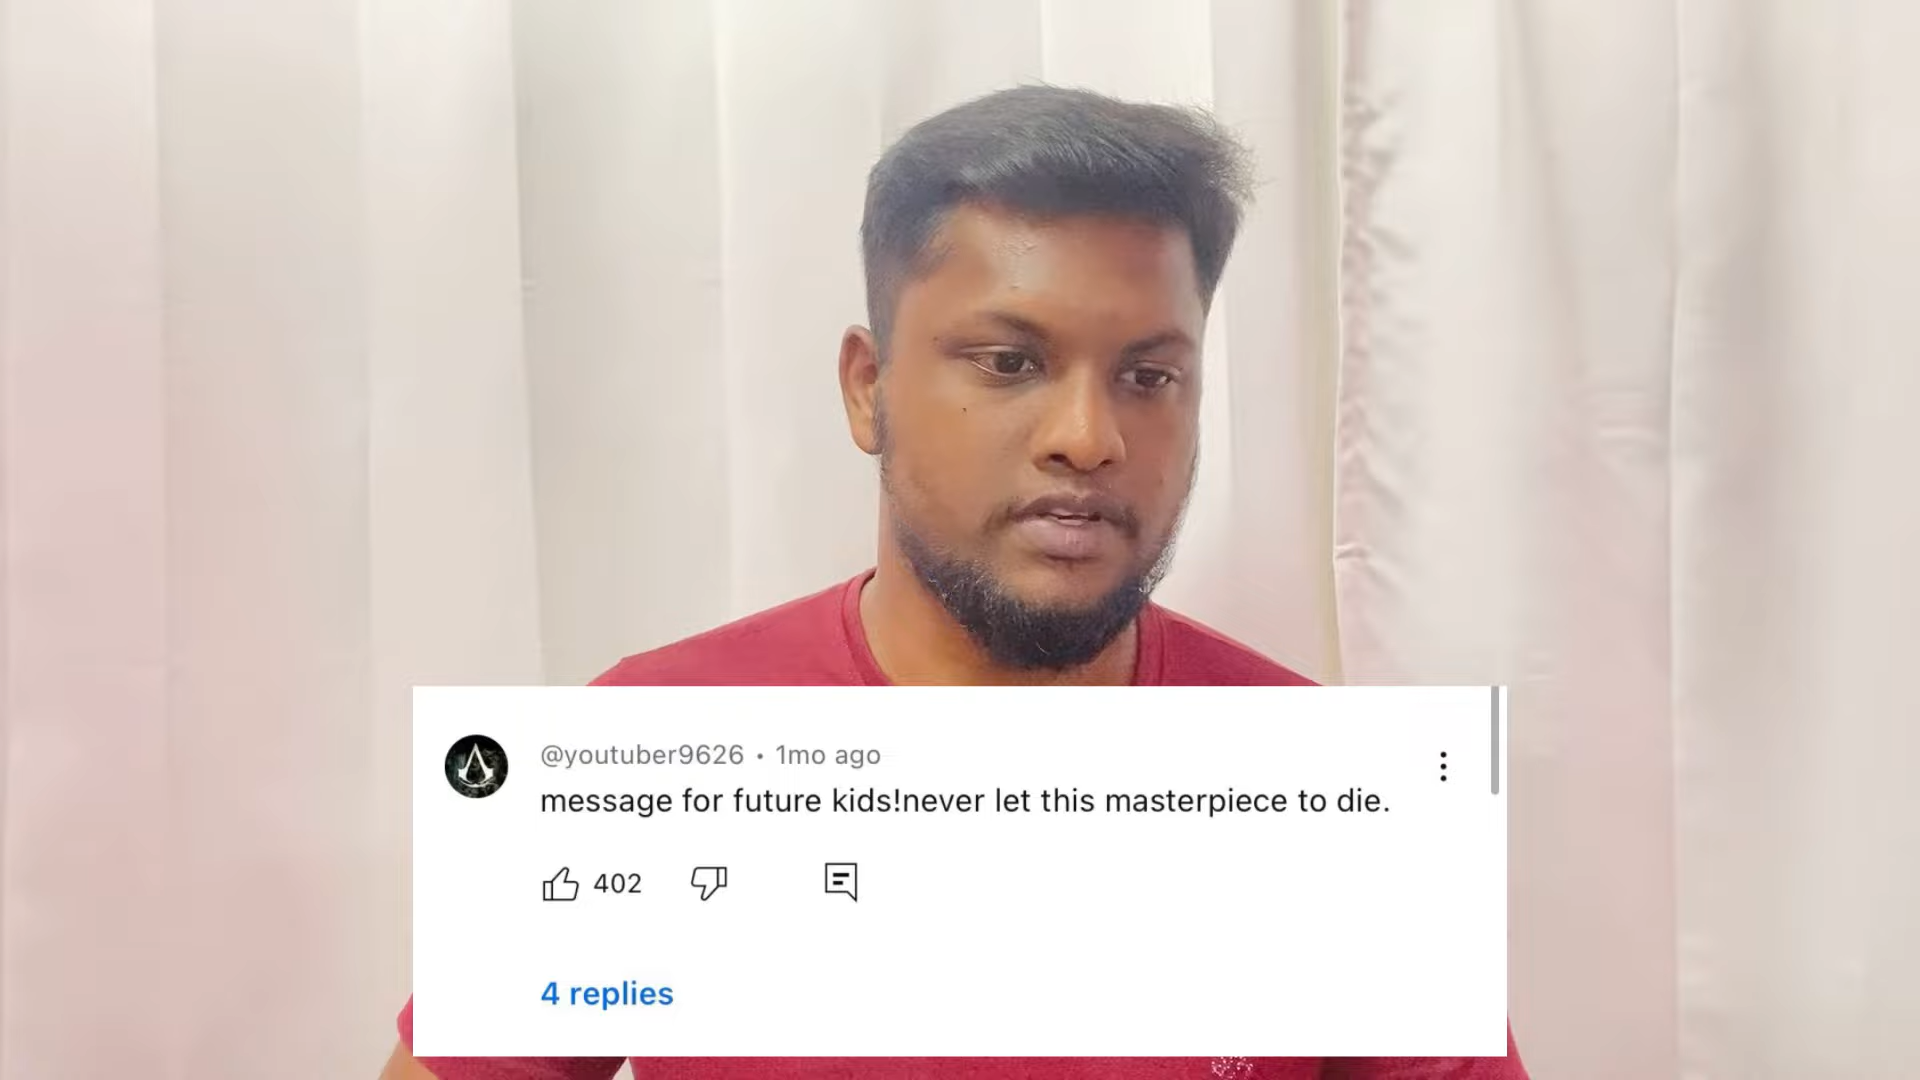 @youtuber9626 • 1mo ago
message for future kids!never let this masterpiece to die.
402
4 replies